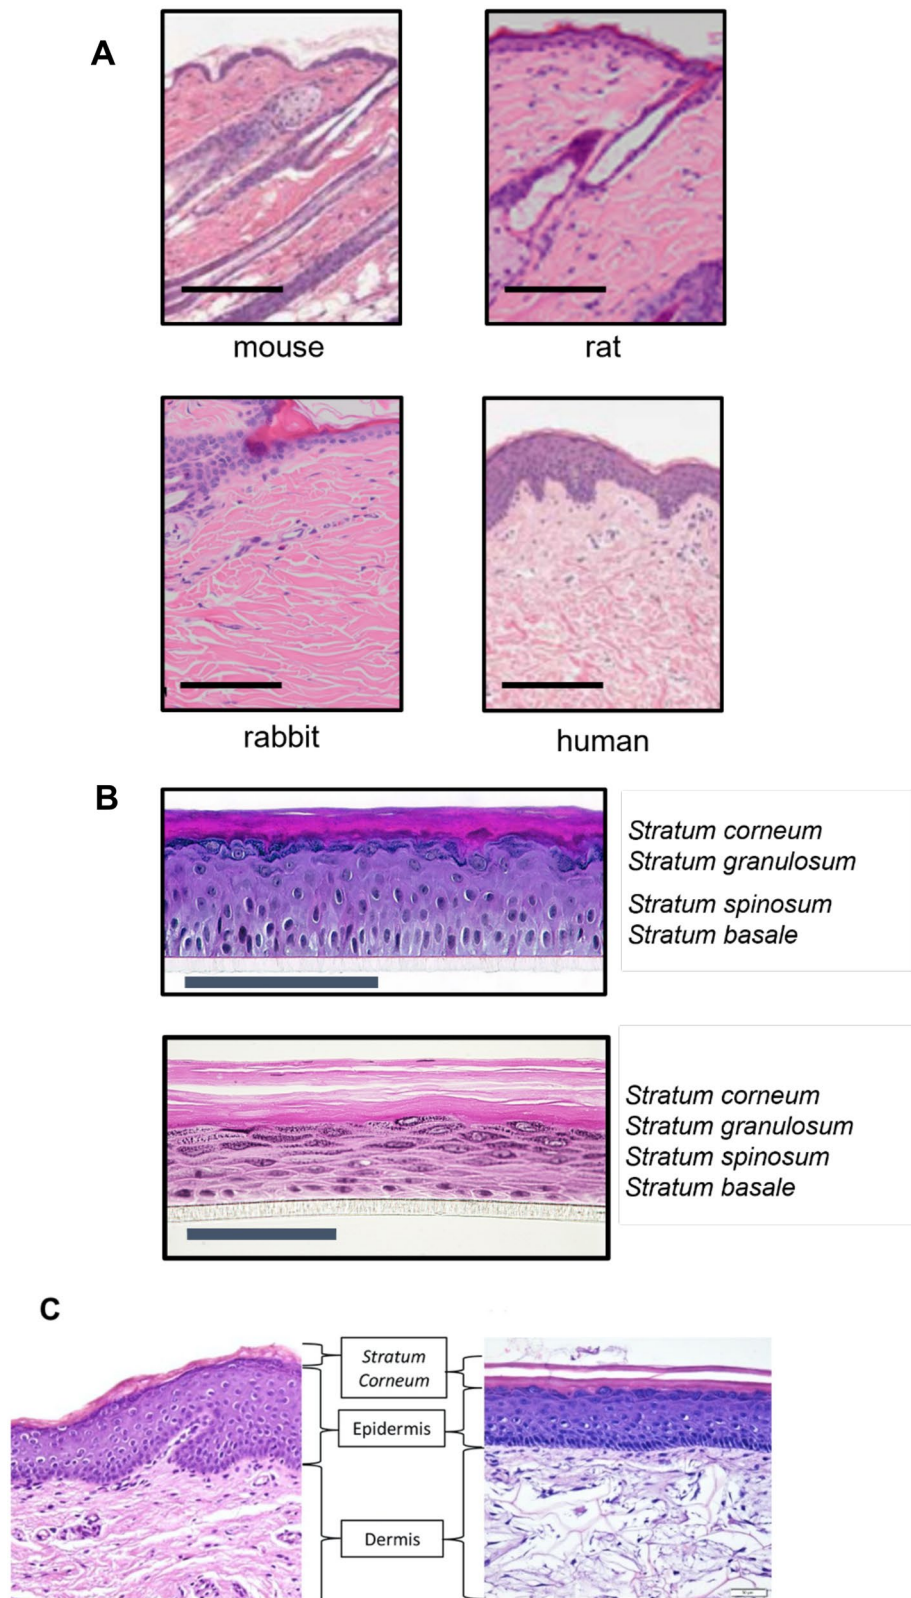 A
mouse
rat
rabbit
human
B
Stratum corneum
Stratum granulosum
Stratum spinosum
Stratum basale
Stratum corneum
Stratum granulosum
Stratum spinosum
Stratum basale
C
Stratum
Corneum
Epidermis
Dermis